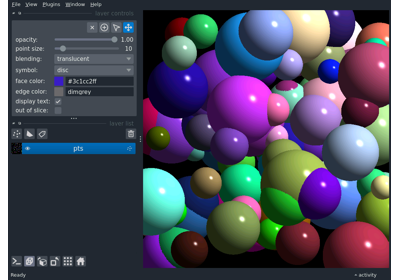 File View Plugins Window Help
layer controls
opacity: 1.00
point size: 10
blending: translucent
symbol: disc
face color: #3c1cc2ff
edge color: dimgrey
display text:
out of slice:
layer list
pts
Ready
activity